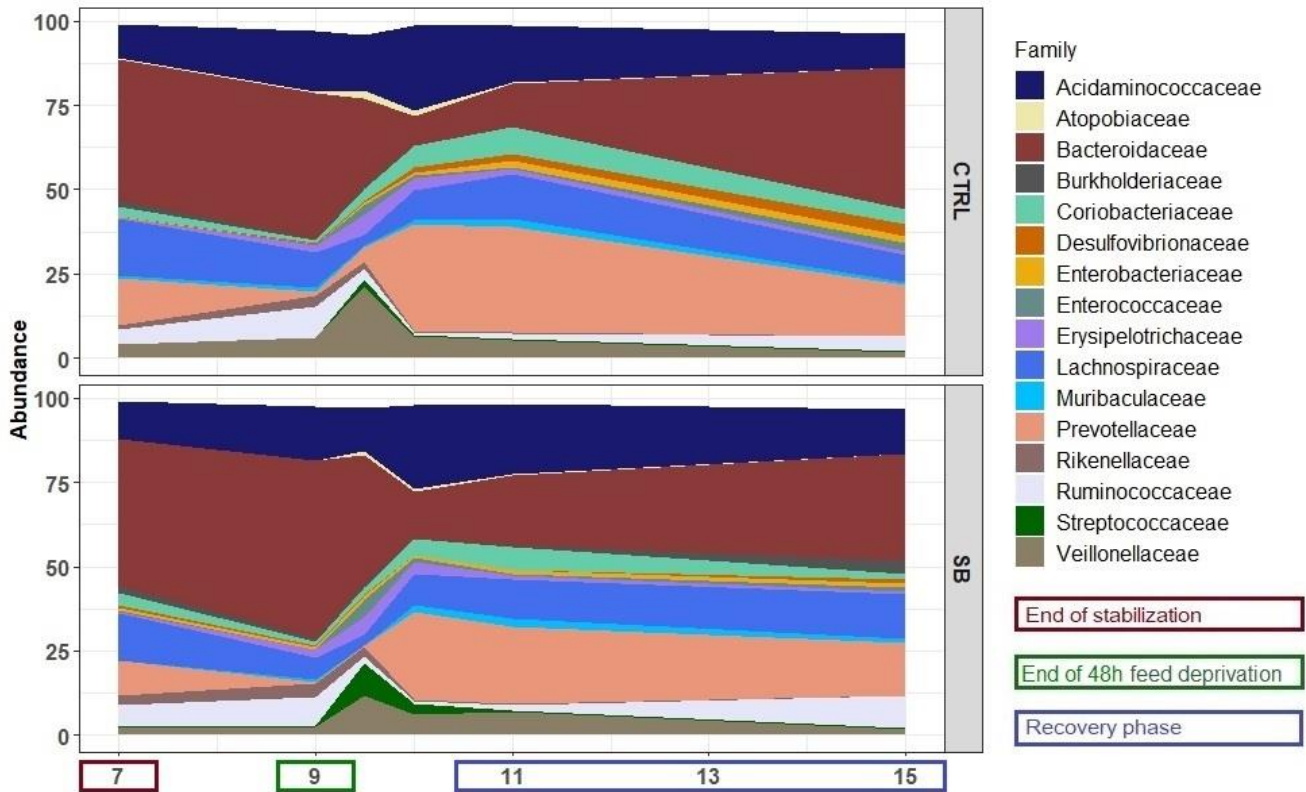 100
75
50
25
0
CTRL
100
75
50
25
0
SB
Abundance
7
9
11
13
15
Family
Acidaminococcaceae
Atopobiaceae
Bacteroidaceae
Burkholderiaceae
Coriobacteriaceae
Desulfovibrionaceae
Enterobacteriaceae
Enterococcaceae
Erysipelotrichaceae
Lachnospiraceae
Muribaculaceae
Prevotellaceae
Rikenellaceae
Ruminococcaceae
Streptococcaceae
Veillonellaceae
End of stabilization
End of 48h feed deprivation
Recovery phase